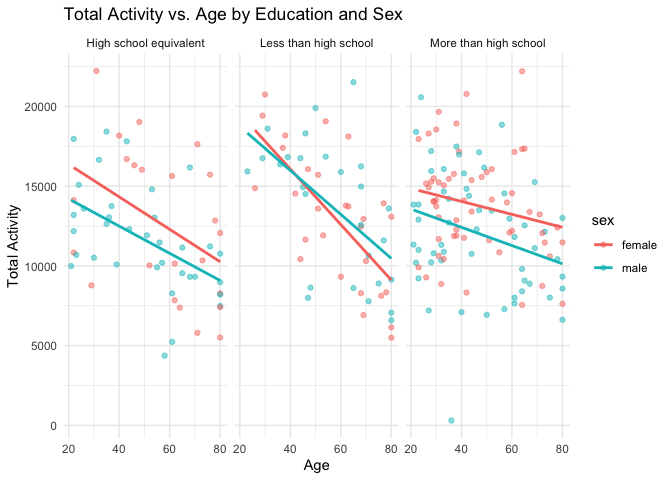 Total Activity vs. Age by Education and Sex
High school equivalent
Less than high school
More than high school
20000
15000
10000
5000
0
Total Activity
20 40 60 80
20 40 60 80
20 40 60 80
Age
sex
female
male